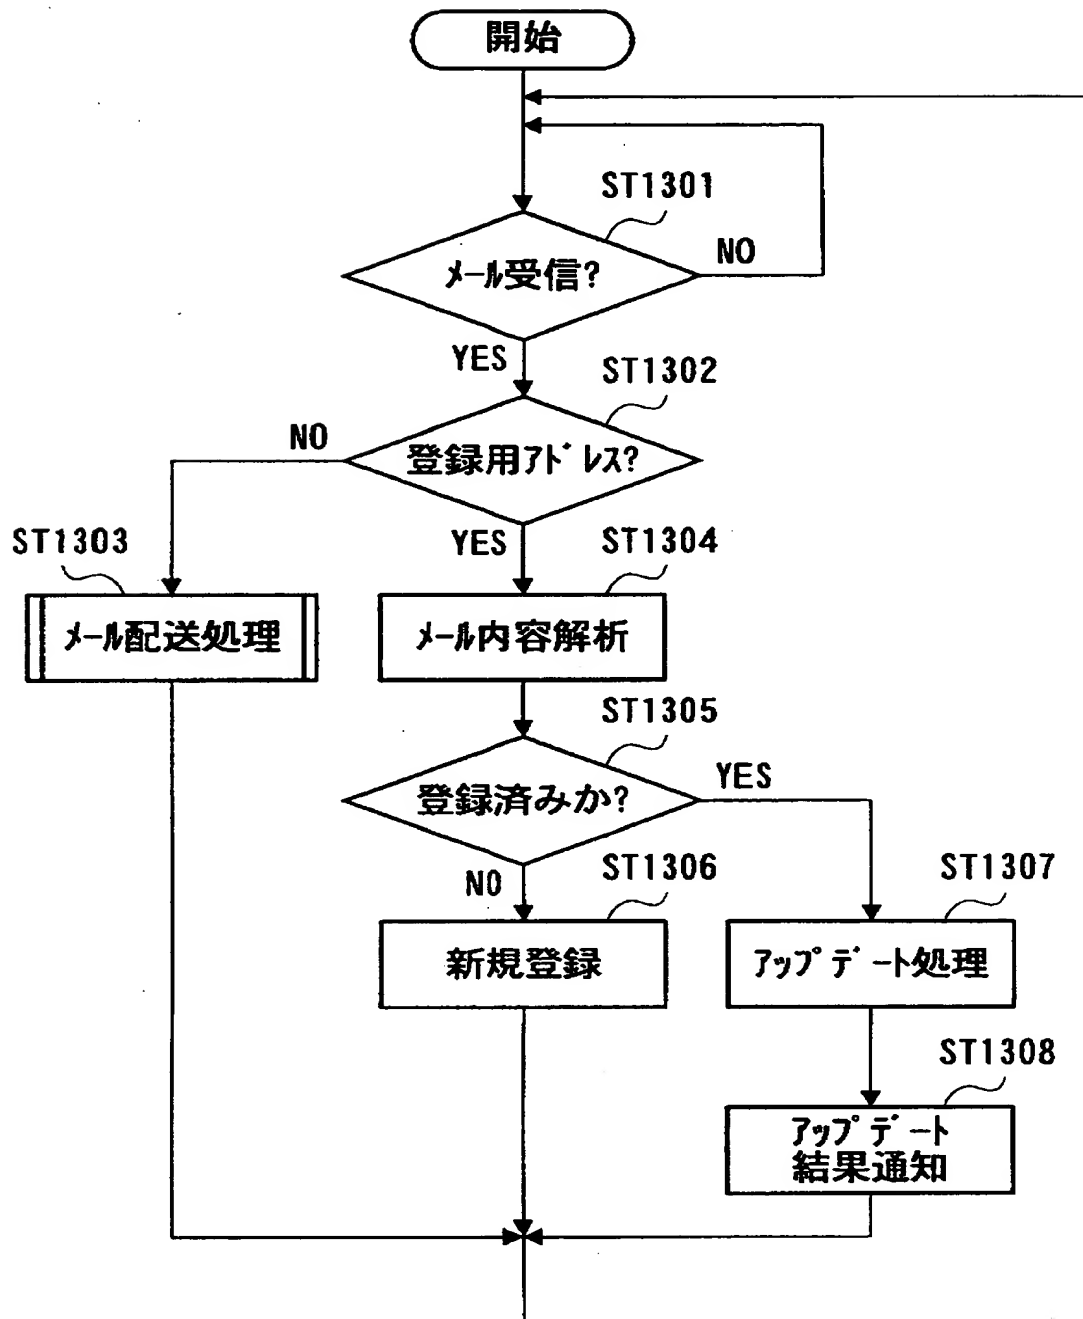 開始
ST1301
メール受信?
NO
YES
ST1302
登録用アドレス?
NO
YES
ST1303
ST1304
メール配送処理
メール内容解析
ST1305
登録済みか?
YES
NO
ST1306
ST1307
新規登録
アップデート処理
ST1308
アップデート
結果通知